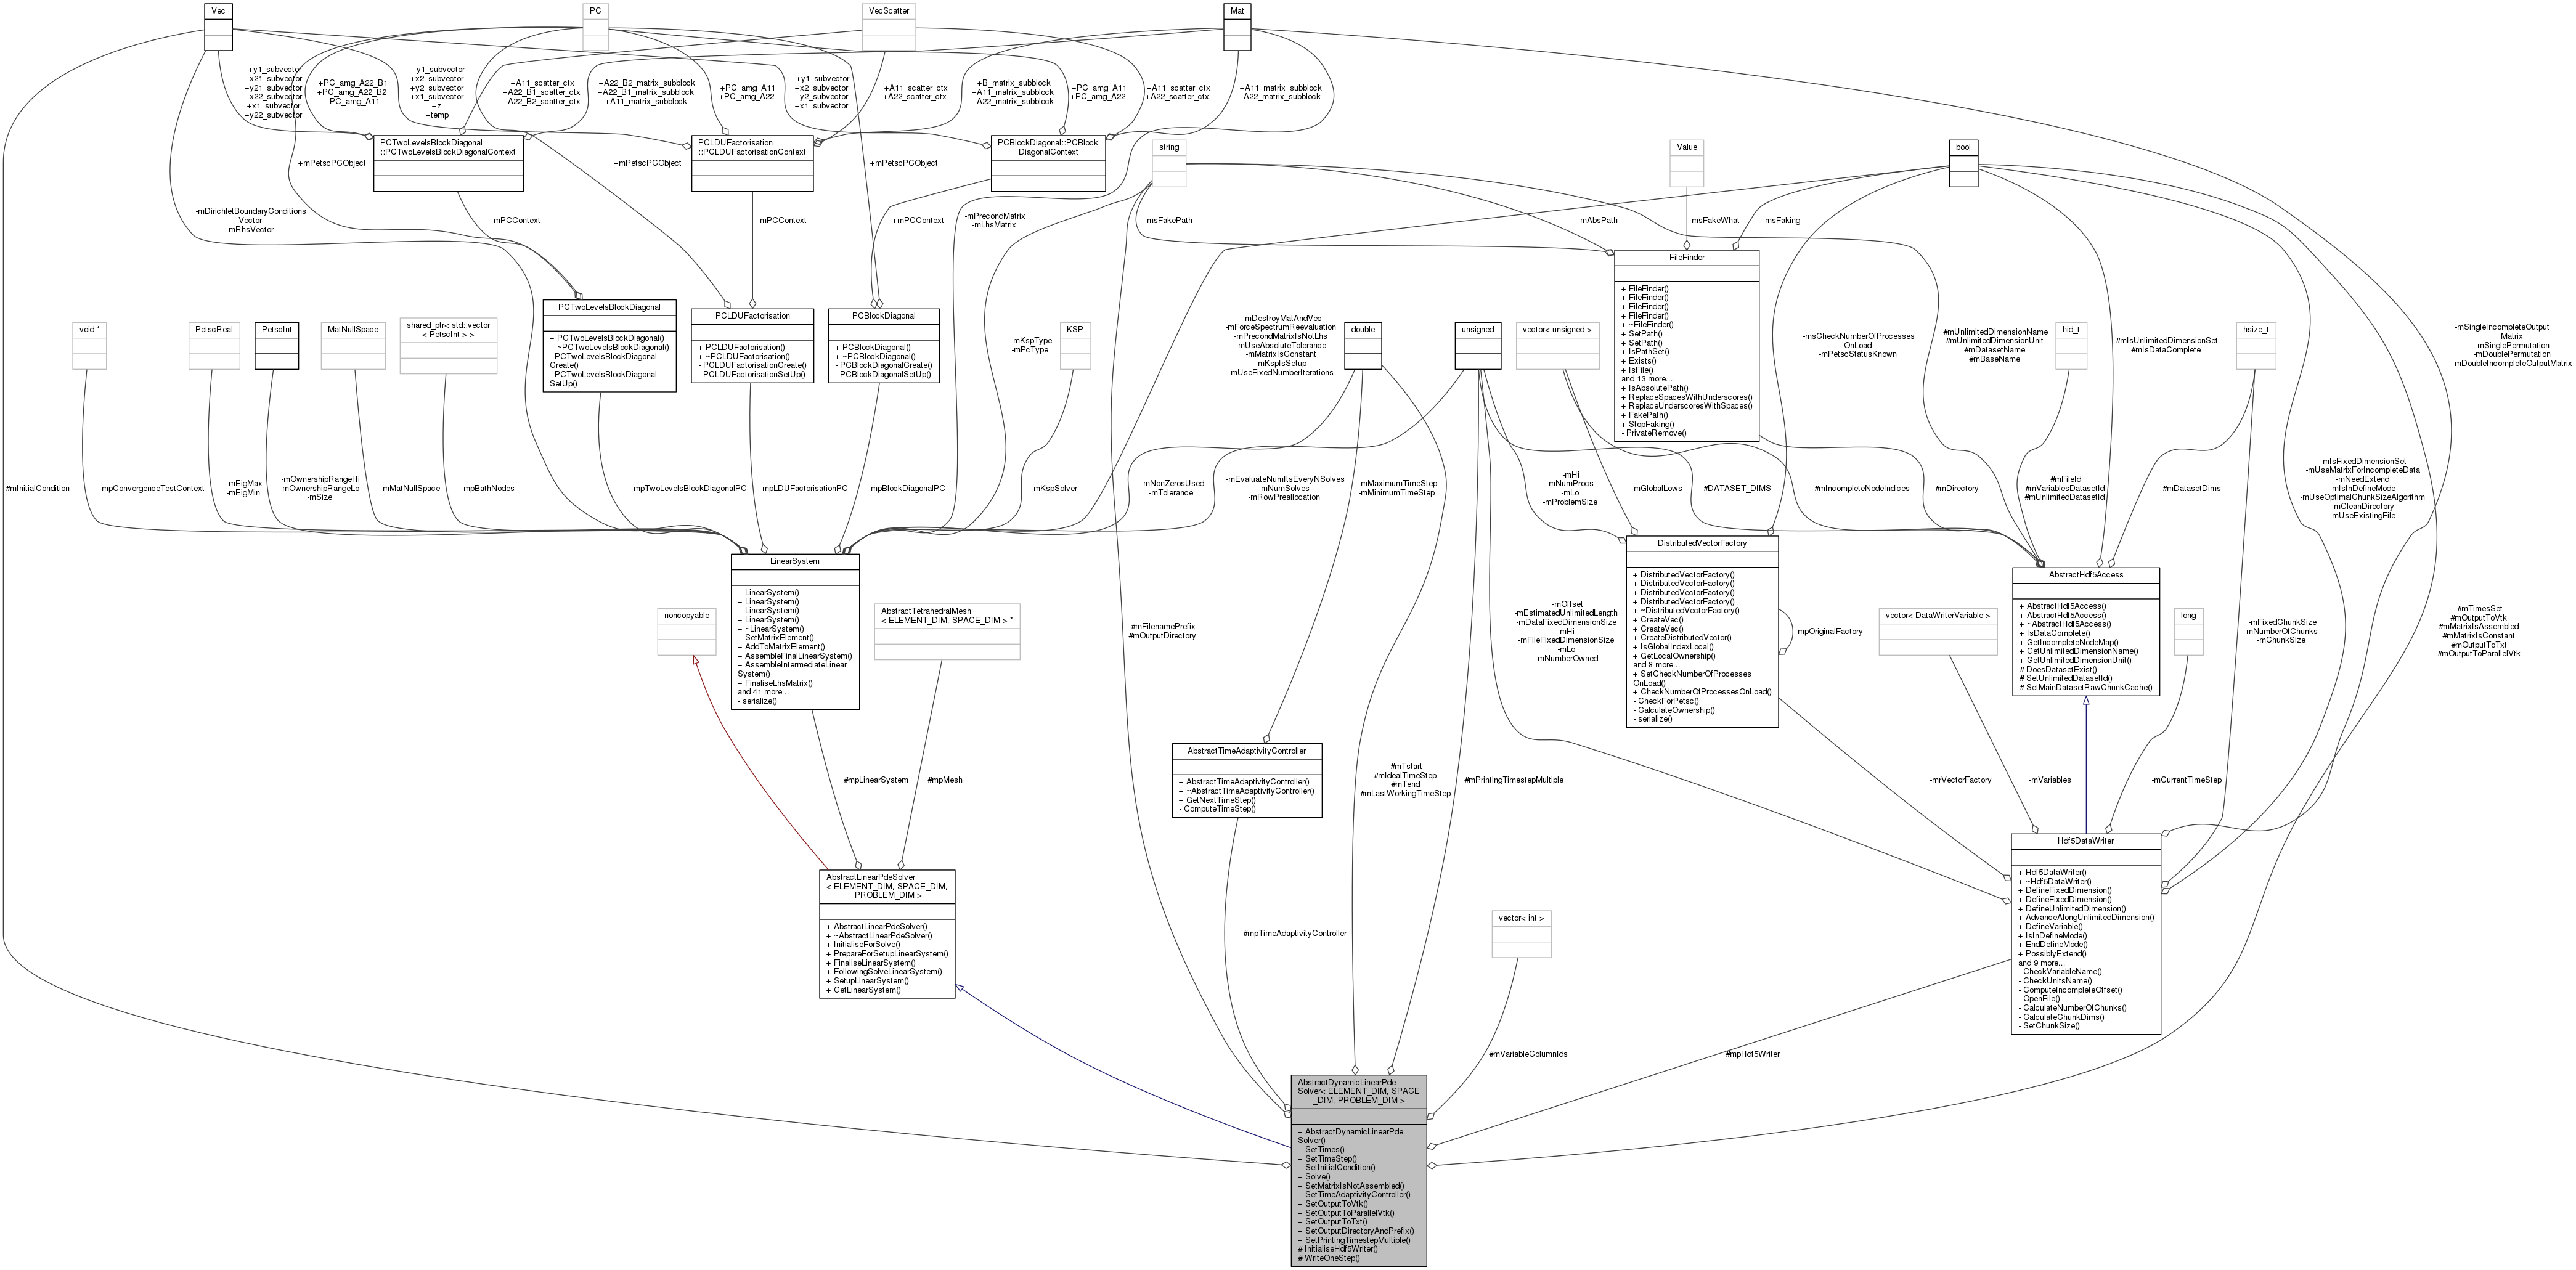 Vec
PC
VecScatter
Mat
+y1_subvector
+x21_subvector
+y21_subvector
+x22_subvector
+x1_subvector
+y22_subvector
+PC_amg_A22_B1
+PC_amg_A22_B2
+PC_amg_A11
+y1_subvector
+x2_subvector
+y2_subvector
+x1_subvector
+z
+temp
+A11_scatter_ctx
+A22_B1_scatter_ctx
+A22_B2_scatter_ctx
+A22_B2_matrix_subblock
+A22_B1_matrix_subblock
+A11_matrix_subblock
+PC_amg_A11
+PC_amg_A22
+y1_subvector
+x2_subvector
+y2_subvector
+x1_subvector
+A11_scatter_ctx
+A22_scatter_ctx
+B_matrix_subblock
+A11_matrix_subblock
+A22_matrix_subblock
+PC_amg_A11
+PC_amg_A22
+A11_scatter_ctx
+A22_scatter_ctx
+A11_matrix_subblock
+A22_matrix_subblock
PCTwoLevelsBlockDiagonal
::PCTwoLevelsBlockDiagonalContext
PCLDUFactorisation
::PCLDUFactorisationContext
PCBlockDiagonal::PCBlock
DiagonalContext
string
Value
bool
+mPetscPCObject
+mPetscPCObject
+mPetscPCObject
-mDirichletBoundaryConditions
Vector
-mRhsVector
+mPCContext
+mPCContext
+mPCContext
-mPrecondMatrix
-mLhsMatrix
-msFakePath
-mAbsPath
-msFakeWhat
-msFaking
FileFinder
+ FileFinder()
+ FileFinder()
+ FileFinder()
+ FileFinder()
+ ~FileFinder()
+ SetPath()
+ SetPath()
+ IsPathSet()
+ Exists()
+ IsFile()
and 13 more...
+ IsAbsolutePath()
+ ReplaceSpacesWithUnderscores()
+ ReplaceUnderscoresWithSpaces()
+ FakePath()
+ StopFaking()
- PrivateRemove()
void *
PetscReal
PetscInt
MatNullSpace
shared_ptr< std::vector
< PetscInt > >
PCTwoLevelsBlockDiagonal
+ PCTwoLevelsBlockDiagonal()
+ ~PCTwoLevelsBlockDiagonal()
- PCTwoLevelsBlockDiagonal
Create()
- PCTwoLevelsBlockDiagonal
SetUp()
PCLDUFactorisation
+ PCLDUFactorisation()
+ ~PCLDUFactorisation()
- PCLDUFactorisationCreate()
- PCLDUFactorisationSetUp()
PCBlockDiagonal
+ PCBlockDiagonal()
+ ~PCBlockDiagonal()
- PCBlockDiagonalCreate()
- PCBlockDiagonalSetUp()
-mKspType
-mPcType
KSP
-mDestroyMatAndVec
-mForceSpectrumReevaluation
-mPrecondMatrixIsNotLhs
-mUseAbsoluteTolerance
-mMatrixIsConstant
-mKspIsSetup
-mUseFixedNumberIterations
double
unsigned
vector< unsigned >
-msCheckNumberOfProcesses
OnLoad
-mPetscStatusKnown
#mUnlimitedDimensionName
#mUnlimitedDimensionUnit
#mDatasetName
#mBaseName
hid_t
#mIsUnlimitedDimensionSet
#mIsDataComplete
hsize_t
-mSingleIncompleteOutput
Matrix
-mSinglePermutation
-mDoublePermutation
-mDoubleIncompleteOutputMatrix
#mInitialCondition
-mpConvergenceTestContext
-mEigMax
-mEigMin
-mOwnershipRangeHi
-mOwnershipRangeLo
-mSize
-mMatNullSpace
-mpBathNodes
-mpTwoLevelsBlockDiagonalPC
-mpLDUFactorisationPC
-mpBlockDiagonalPC
-mKspSolver
-mNonZerosUsed
-mTolerance
-mEvaluateNumItsEveryNSolves
-mNumSolves
-mRowPreallocation
-mMaximumTimeStep
-mMinimumTimeStep
-mHi
-mNumProcs
-mLo
-mProblemSize
-mGlobalLows
#DATASET_DIMS
#mIncompleteNodeIndices
#mDirectory
#mFileId
#mVariablesDatasetId
#mUnlimitedDatasetId
#mDatasetDims
-mIsFixedDimensionSet
-mUseMatrixForIncompleteData
-mNeedExtend
-mIsInDefineMode
-mUseOptimalChunkSizeAlgorithm
-mCleanDirectory
-mUseExistingFile
LinearSystem
+ LinearSystem()
+ LinearSystem()
+ LinearSystem()
+ LinearSystem()
+ ~LinearSystem()
+ SetMatrixElement()
+ AddToMatrixElement()
+ AssembleFinalLinearSystem()
+ AssembleIntermediateLinear
System()
+ FinaliseLhsMatrix()
and 41 more...
- serialize()
DistributedVectorFactory
+ DistributedVectorFactory()
+ DistributedVectorFactory()
+ DistributedVectorFactory()
+ DistributedVectorFactory()
+ ~DistributedVectorFactory()
+ CreateVec()
+ CreateVec()
+ CreateDistributedVector()
+ IsGlobalIndexLocal()
+ GetLocalOwnership()
and 8 more...
+ SetCheckNumberOfProcesses
OnLoad()
+ CheckNumberOfProcessesOnLoad()
- CheckForPetsc()
- CalculateOwnership()
- serialize()
AbstractHdf5Access
+ AbstractHdf5Access()
+ AbstractHdf5Access()
+ ~AbstractHdf5Access()
+ IsDataComplete()
+ GetIncompleteNodeMap()
+ GetUnlimitedDimensionName()
+ GetUnlimitedDimensionUnit()
# DoesDatasetExist()
# SetUnlimitedDatasetId()
# SetMainDatasetRawChunkCache()
noncopyable
AbstractTetrahedralMesh
< ELEMENT_DIM, SPACE_DIM > *
#mFilenamePrefix
#mOutputDirectory
-mOffset
-mEstimatedUnlimitedLength
-mDataFixedDimensionSize
-mHi
-mFileFixedDimensionSize
-mLo
-mNumberOwned
-mpOriginalFactory
vector< DataWriterVariable >
long
-mFixedChunkSize
-mNumberOfChunks
-mChunkSize
#mTimesSet
#mOutputToVtk
#mMatrixIsAssembled
#mMatrixIsConstant
#mOutputToTxt
#mOutputToParallelVtk
AbstractTimeAdaptivityController
+ AbstractTimeAdaptivityController()
+ ~AbstractTimeAdaptivityController()
+ GetNextTimeStep()
- ComputeTimeStep()
#mpLinearSystem
#mpMesh
#mTstart
#mIdealTimeStep
#mTend
#mLastWorkingTimeStep
#mPrintingTimestepMultiple
-mrVectorFactory
-mVariables
-mCurrentTimeStep
Hdf5DataWriter
+ Hdf5DataWriter()
+ ~Hdf5DataWriter()
+ DefineFixedDimension()
+ DefineFixedDimension()
+ DefineUnlimitedDimension()
+ AdvanceAlongUnlimitedDimension()
+ DefineVariable()
+ IsInDefineMode()
+ EndDefineMode()
+ PossiblyExtend()
and 9 more...
- CheckVariableName()
- CheckUnitsName()
- ComputeIncompleteOffset()
- OpenFile()
- CalculateNumberOfChunks()
- CalculateChunkDims()
- SetChunkSize()
AbstractLinearPdeSolver
< ELEMENT_DIM, SPACE_DIM,
PROBLEM_DIM >
+ AbstractLinearPdeSolver()
+ ~AbstractLinearPdeSolver()
+ InitialiseForSolve()
+ PrepareForSetupLinearSystem()
+ FinaliseLinearSystem()
+ FollowingSolveLinearSystem()
+ SetupLinearSystem()
+ GetLinearSystem()
#mpTimeAdaptivityController
vector< int >
#mVariableColumnIds
#mpHdf5Writer
AbstractDynamicLinearPde
Solver< ELEMENT_DIM, SPACE
_DIM, PROBLEM_DIM >
+ AbstractDynamicLinearPde
Solver()
+ SetTimes()
+ SetTimeStep()
+ SetInitialCondition()
+ Solve()
+ SetMatrixIsNotAssembled()
+ SetTimeAdaptivityController()
+ SetOutputToVtk()
+ SetOutputToParallelVtk()
+ SetOutputToTxt()
+ SetOutputDirectoryAndPrefix()
+ SetPrintingTimestepMultiple()
# InitialiseHdf5Writer()
# WriteOneStep()